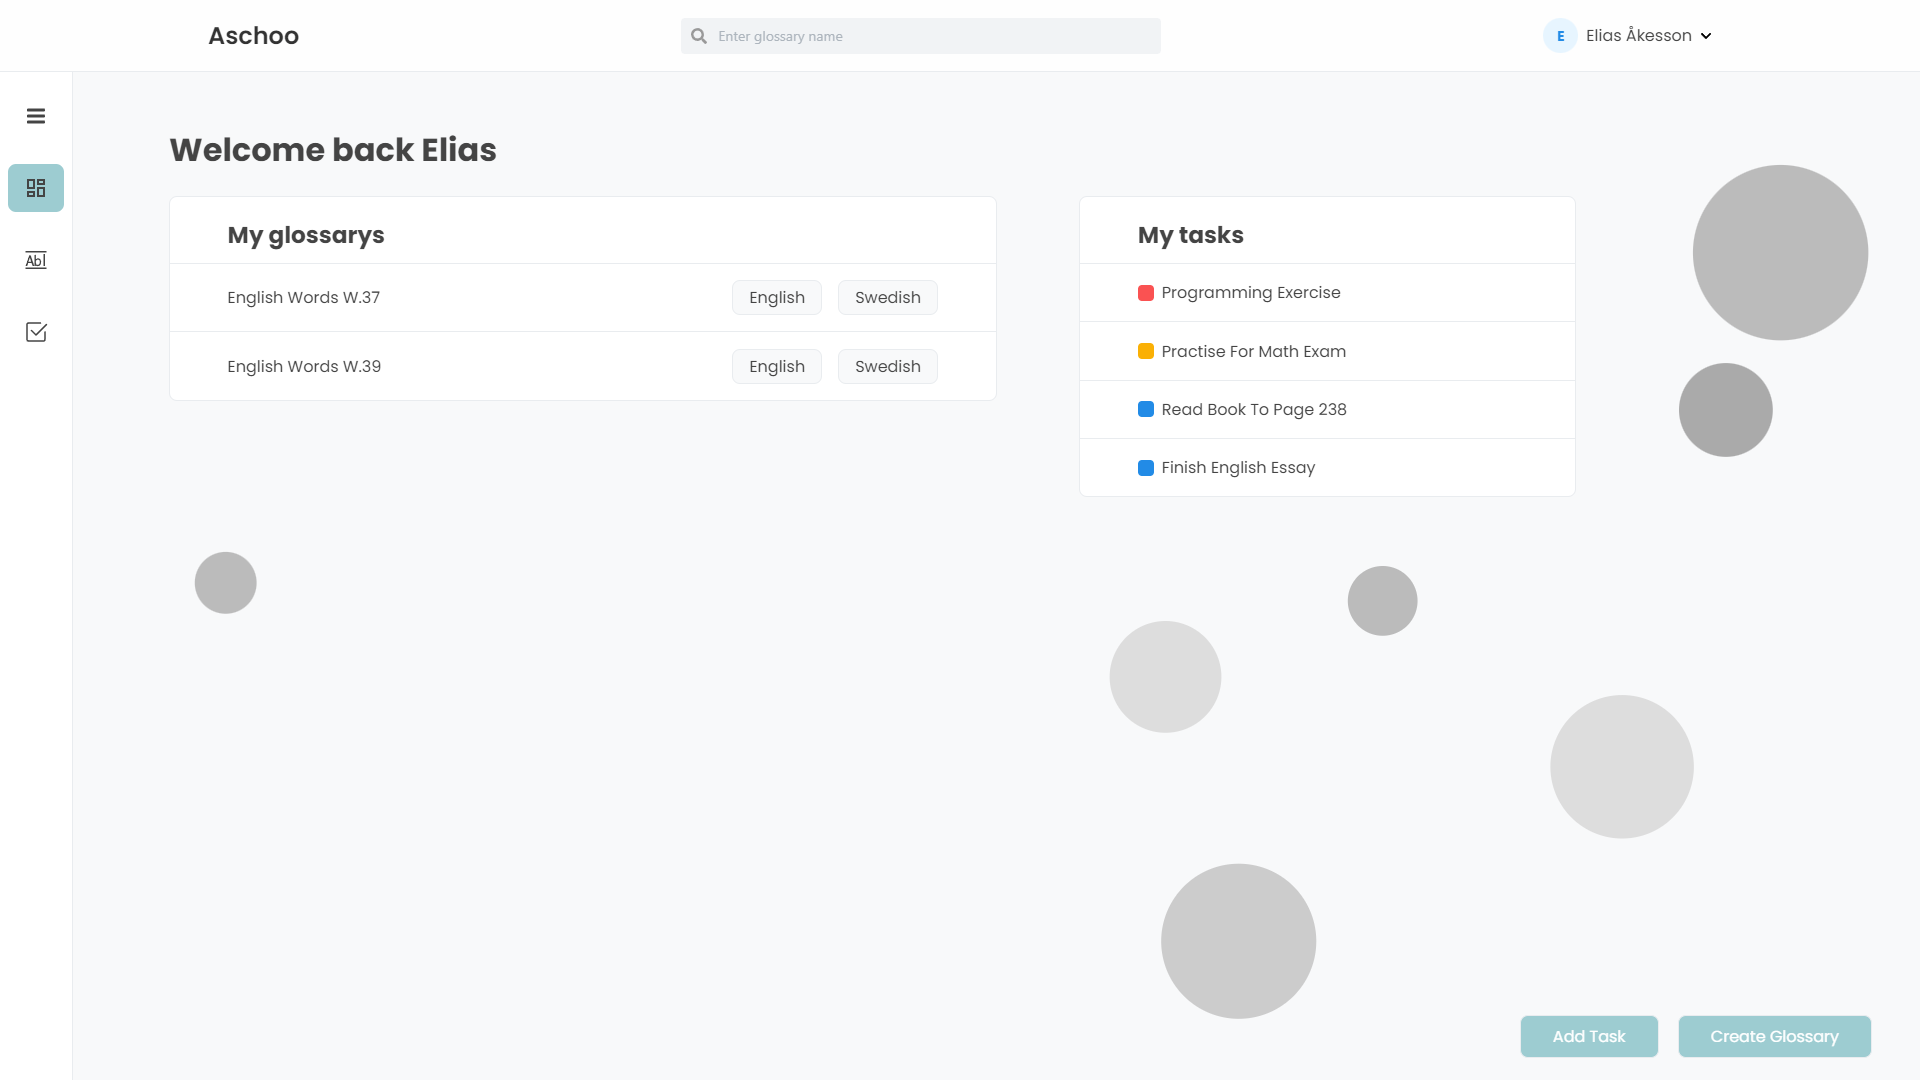 Aschoo
Enter glossary name
E
Elias Åkesson
AbI
Welcome back Elias
My glossarys
English Words W.37
English
Swedish
English Words W.39
English
Swedish
My tasks
Programming Exercise
Practise For Math Exam
Read Book To Page 238
Finish English Essay
Add Task
Create Glossary